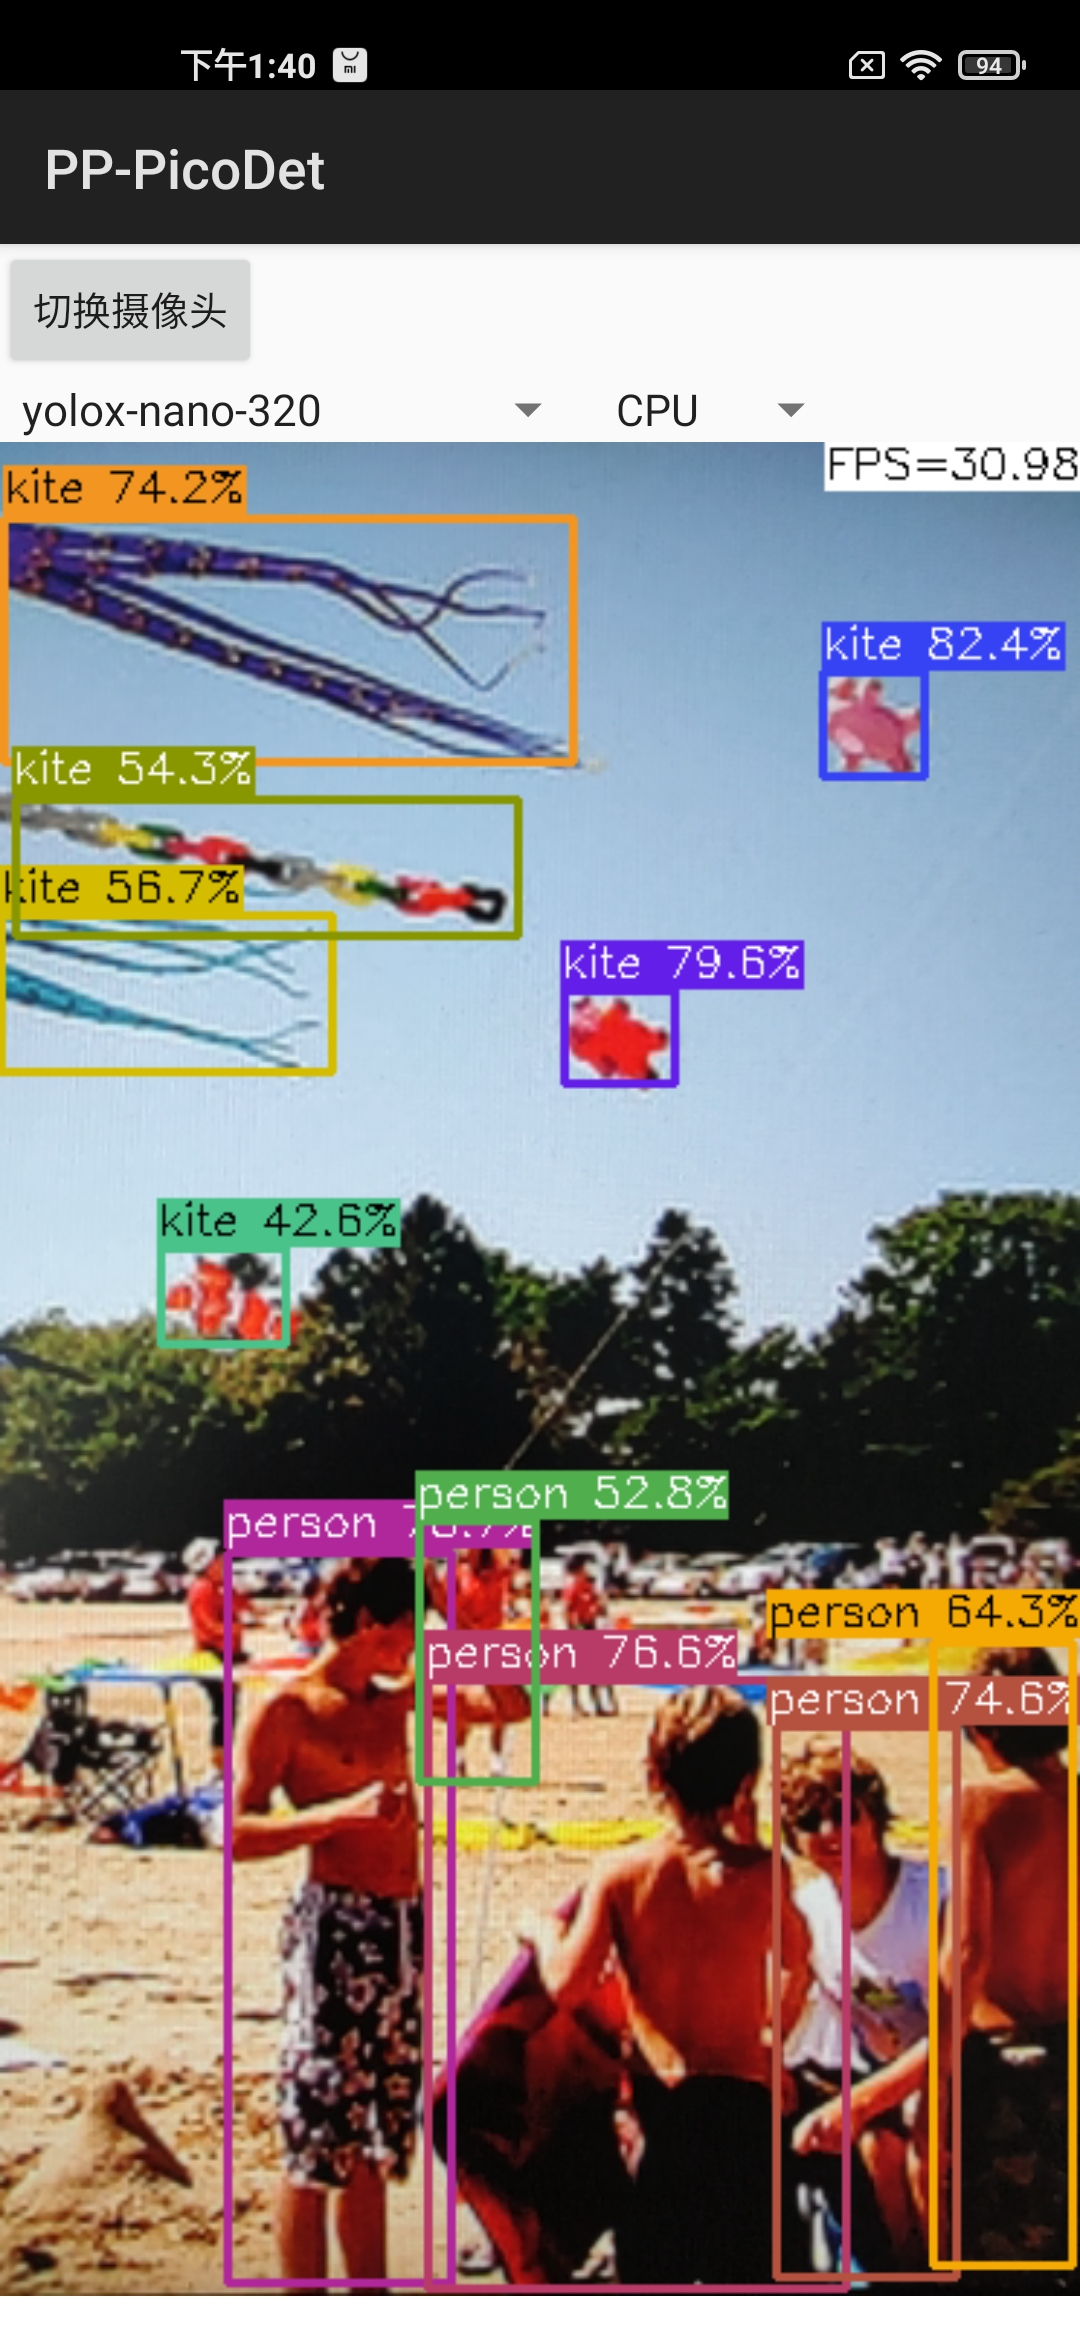 下午1:40
94
PP-PicoDet
切换摄像头
yolox-nano-320
CPU
FPS=30.98
kite 74.2%
kite 82.4%
kite 54.3%
kite 56.7%
kite 79.6%
kite 42.6%
person 52.8%
person
person 64.3%
person 76.6%
person 74.6%